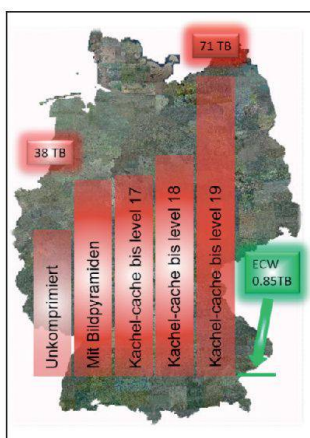 71 TB
38 TB
Unkomprimiert
Mit Bildpyramiden
Kachel-cache bis level 17
Kachel-cache bis level 18
Kachel-cache bis level 19
ECW
0.85TB